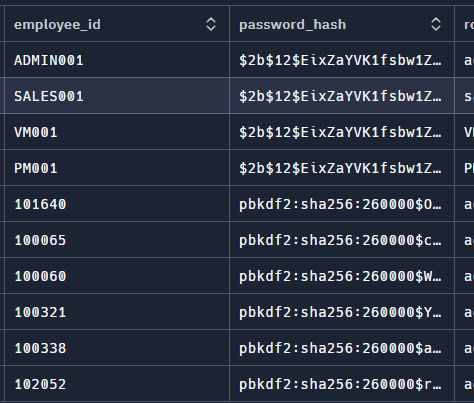 employee_id password_hash ro
ADMIN001 $2b$12$EixZaYVK1fsbw1Z… a
SALES001 $2b$12$EixZaYVK1fsbw1Z… s
VM001 $2b$12$EixZaYVK1fsbw1Z… V
PM001 $2b$12$EixZaYVK1fsbw1Z… P
101640 pbkdf2:sha256:260000$O… a
100065 pbkdf2:sha256:260000$c… a
100060 pbkdf2:sha256:260000$W… a
100321 pbkdf2:sha256:260000$Y… a
100338 pbkdf2:sha256:260000$a… a
102052 pbkdf2:sha256:260000$r… a